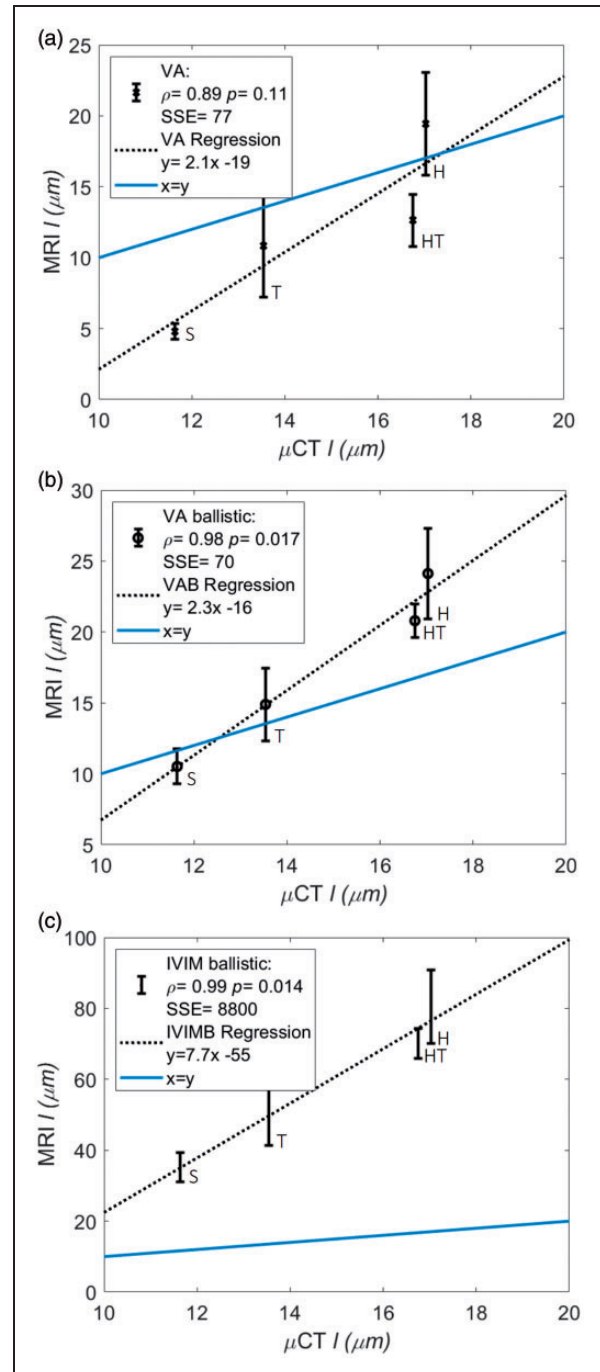 (a)
25
20
15
10
5
0
MRI l (μm)
VA:
ρ= 0.89 p= 0.11
SSE= 77
VA Regression
y= 2.1x -19
x=y
S
T
HT
H
10 12 14 16 18 20
μCT l (μm)
(b)
30
25
20
15
10
5
MRI l (μm)
VA ballistic:
ρ= 0.98 p= 0.017
SSE= 70
VAB Regression
y= 2.3x -16
x=y
S
T
HT
H
10 12 14 16 18 20
μCT l (μm)
(c)
100
80
60
40
20
0
MRI l (μm)
IVIM ballistic:
ρ= 0.99 p= 0.014
SSE= 8800
IVIMB Regression
y=7.7x -55
x=y
S
T
HT
H
10 12 14 16 18 20
μCT l (μm)